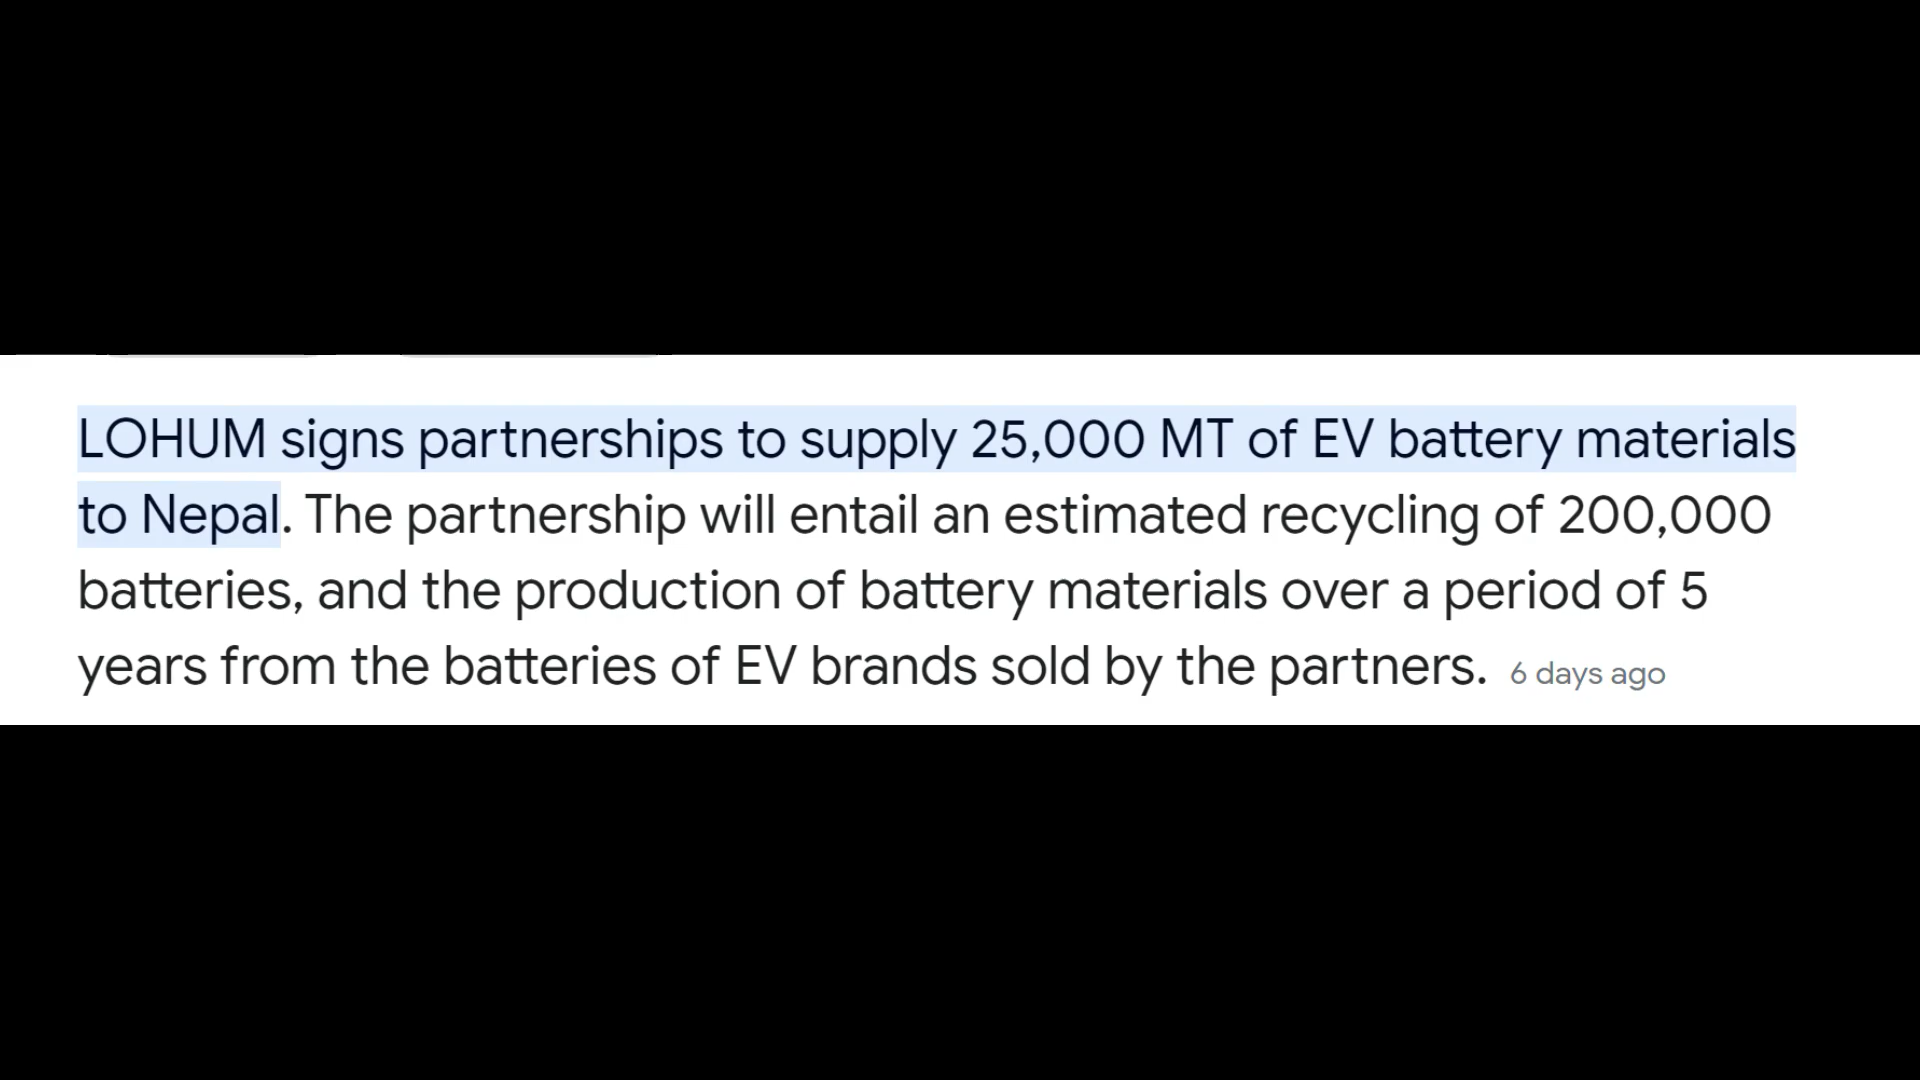 LOHUM signs partnerships to supply 25,000 MT of EV battery materials
to Nepal. The partnership will entail an estimated recycling of 200,000
batteries, and the production of battery materials over a period of 5
years from the batteries of EV brands sold by the partners. 6 days ago